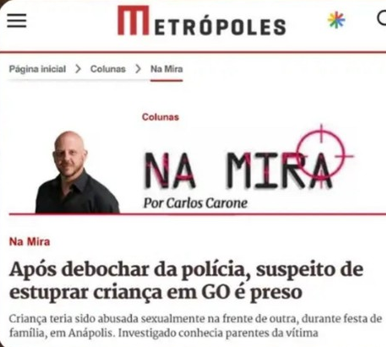 METRÓPOLES
Página inicial > Colunas > Na Mira
Colunas
NA MIRA
Por Carlos Carone
Na Mira
Após debochar da polícia, suspeito de
estuprar criança em GO é preso
Criança teria sido abusada sexualmente na frente de outra, durante festa de
família, em Anápolis. Investigado conhecia parentes da vítima